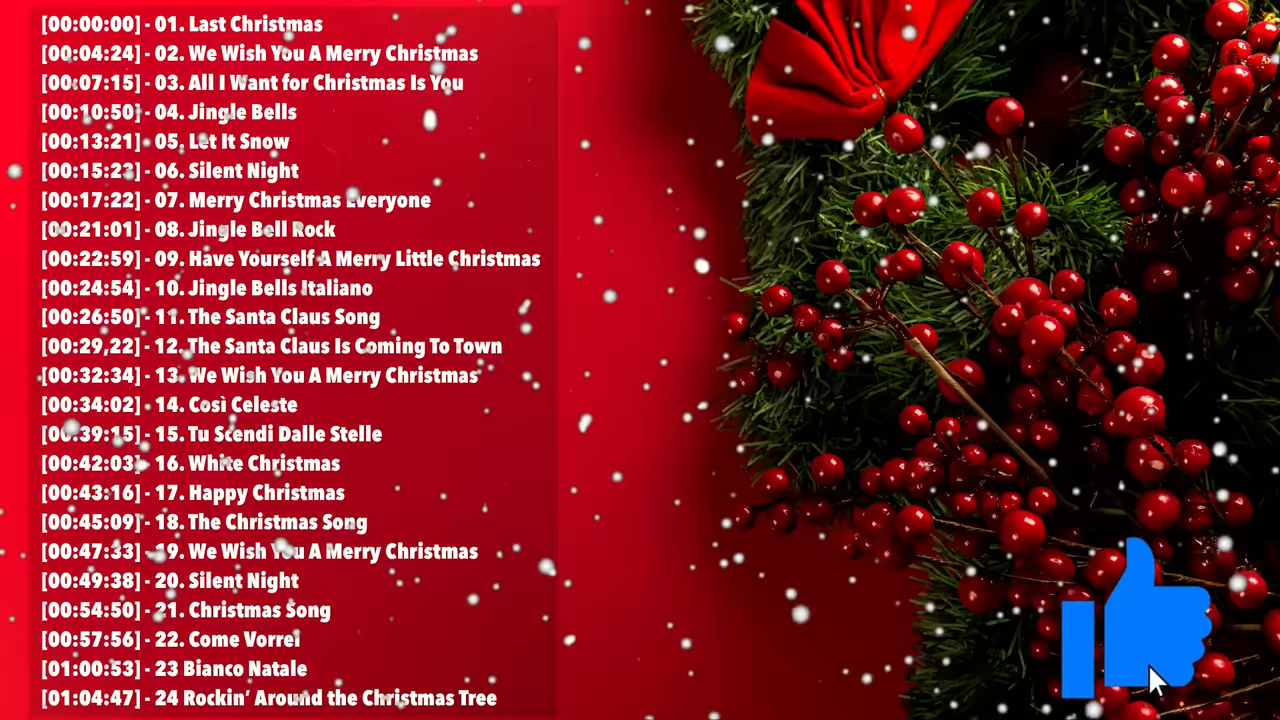 [00:00:00] - 01. Last Christmas
[00:04:24] - 02. We Wish You A Merry Christmas
[00:07:15] - 03. All I Want for Christmas Is You
[00:10:50] - 04. Jingle Bells
[00:13:21] - 05. Let It Snow
[00:15:23] - 06. Silent Night
[00:17:22] - 07. Merry Christmas Everyone
[00:21:01] - 08. Jingle Bell Rock
[00:22:59] - 09. Have Yourself A Merry Little Christmas
[00:24:54] - 10. Jingle Bells Italiano
[00:26:50] - 11. The Santa Claus Song
[00:29,22] - 12. The Santa Claus Is Coming To Town
[00:32:34] - 13. We Wish You A Merry Christmas
[00:34:02] - 14. Così Celeste
[00:39:15] - 15. Tu Scendi Dalle Stelle
[00:42:03] - 16. White Christmas
[00:43:16] - 17. Happy Christmas
[00:45:09] - 18. The Christmas Song
[00:47:33] - 19. We Wish You A Merry Christmas
[00:49:38] - 20. Silent Night
[00:54:50] - 21. Christmas Song
[00:57:56] - 22. Come Vorrei
[01:00:53] - 23 Bianco Natale
[01:04:47] - 24 Rockin’ Around the Christmas Tree